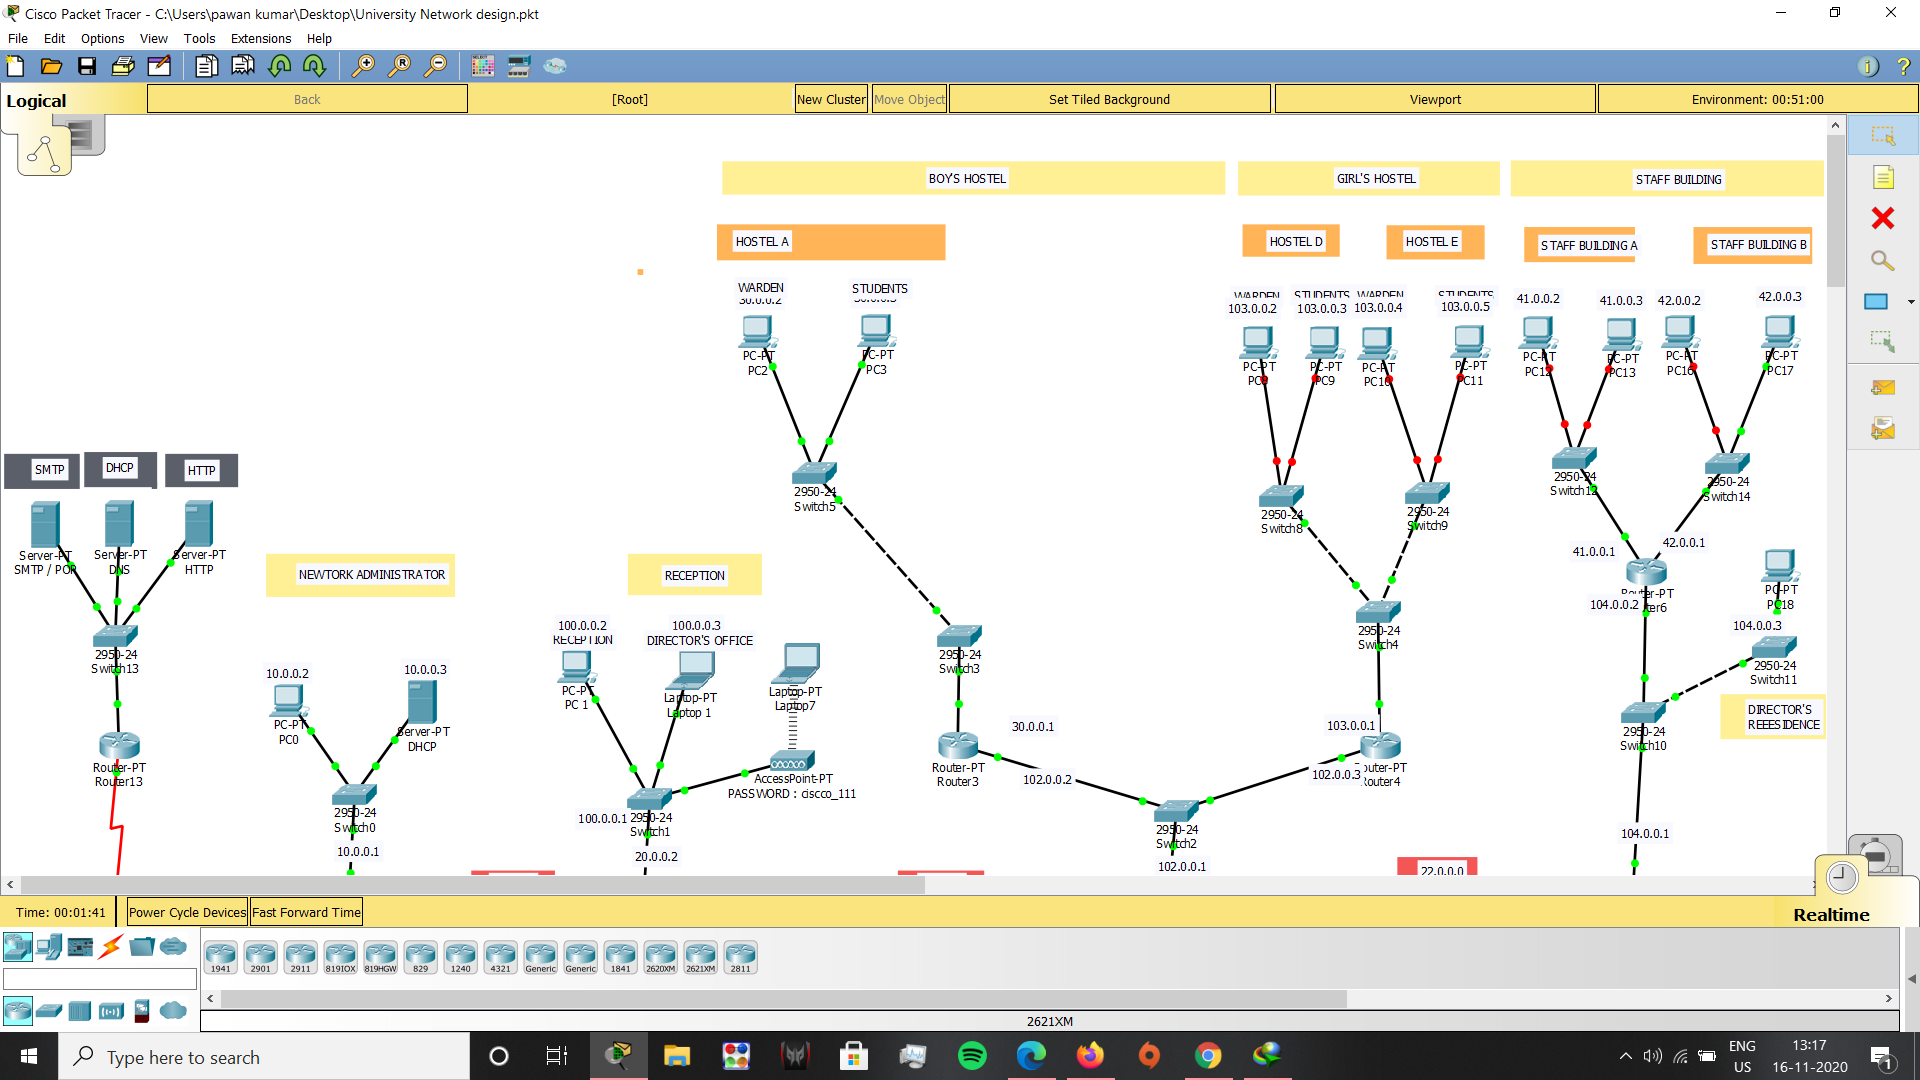 Cisco Packet Tracer - C:\Users\pawan kumar\Desktop\University Network design.pkt
File Edit Options View Tools Extensions Help
Logical Back [Root] New Cluster Move Object Set Tiled Background Viewport Environment: 00:51:00
BOY'S HOSTEL GIRL'S HOSTEL STAFF BUILDING
HOSTEL A HOSTEL D HOSTEL E STAFF BUILDING A STAFF BUILDING B
WARDEN STUDENTS WARDEN STUDENTS WARDEN STUDENTS
30.0.0.2 103.0.0.2 103.0.0.3 103.0.0.4 103.0.0.5 41.0.0.2 41.0.0.3 42.0.0.2 42.0.0.3
PC-PT
PC2
PC-PT
PC3
PC-PT
PC-PT
PC9
PC-PT
PC10
PC-PT
PC11
PC-PT
PC12
PC-PT
PC13
PC-PT
PC16
PC-PT
PC17
2950-24
Switch5
2950-24
Switch8
2950-24
Switch9
2950-24
Switch12
2950-24
Switch14
SMTP DHCP HTTP
Server-PT
SMTP / POP
Server-PT
DNS
Server-PT
HTTP
NEWTORK ADMINISTRATOR
RECEPTION
41.0.0.1 42.0.0.1
104.0.0.2
PC-PT
PC18
104.0.0.3
2950-24
Switch13
10.0.0.2 10.0.0.3
PC-PT
PC0
Server-PT
DHCP
100.0.0.2
RECEPTION
100.0.0.3
DIRECTOR'S OFFICE
PC-PT
PC 1
Laptop-PT
Laptop 1
Laptop-PT
Laptop7
2950-24
Switch3
2950-24
Switch4
2950-24
Switch11
DIRECTOR'S
REEESIDENCE
2950-24
Switch10
Router-PT
Router13
30.0.0.1
103.0.0.1
Router-PT
Router3
102.0.0.2
102.0.0.3
AccessPoint-PT
PASSWORD : ciscco_111
2950-24
Switch0
10.0.0.1
100.0.0.1
2950-24
Switch1
20.0.0.2
2950-24
Switch2
102.0.0.1
104.0.0.1
22.0.0.0
Time: 00:01:41 Power Cycle Devices Fast Forward Time Realtime
1941 2901 2911 819IOX 819HGW 829 1240 4321 Generic Generic 1841 2620XM 2621XM 2811
2621XM
Type here to search
ENG
US
13:17
16-11-2020
1